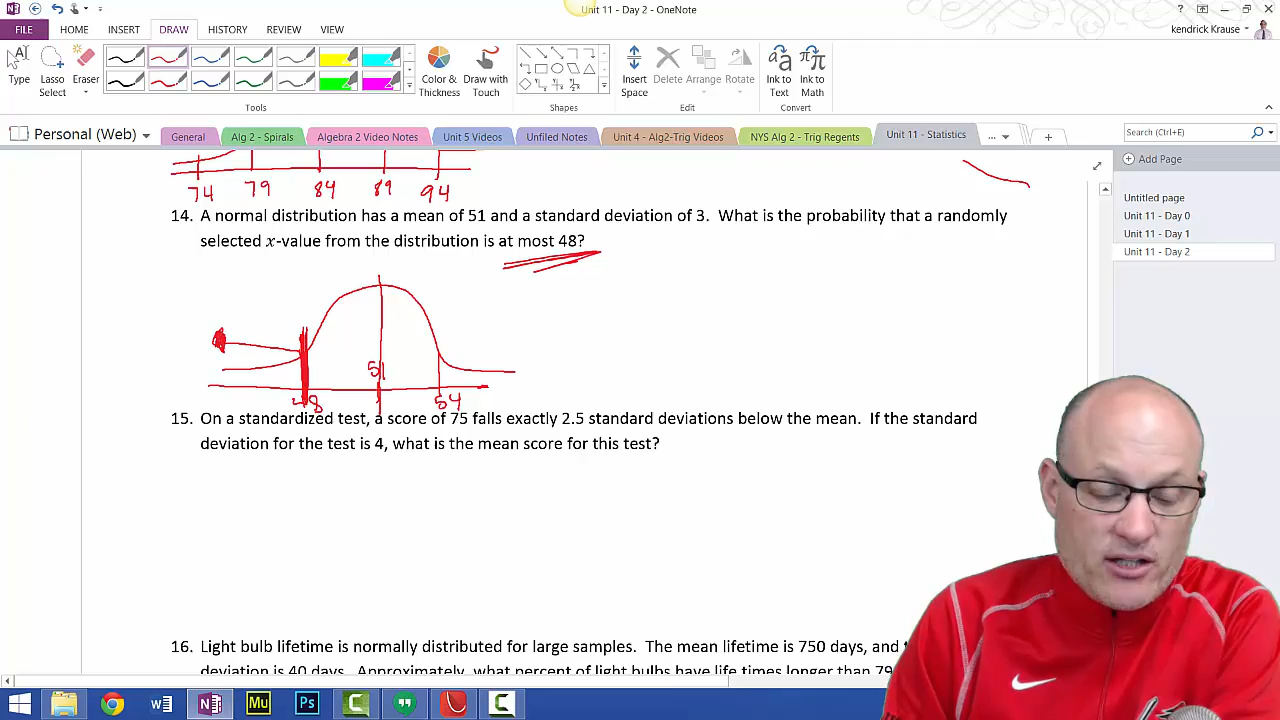 Unit 11 - Day 2 - OneNote
FILE HOME INSERT DRAW HISTORY REVIEW VIEW
kendrick Krause
Type
Lasso Select
Eraser
Color & Thickness
Draw with Touch
Insert Space
Delete
Arrange
Rotate
Ink to Text
Ink to Math
Tools
Shapes
Edit
Convert
Personal (Web)
General
Alg 2 - Spirals
Algebra 2 Video Notes
Unit 5 Videos
Unfiled Notes
Unit 4 - Alg2-Trig Videos
NYS Alg 2 - Trig Regents
Unit 11 - Statistics
...
Search (Ctrl+E)
Add Page
Untitled page
Unit 11 - Day 0
Unit 11 - Day 1
Unit 11 - Day 2
74 79 84 89 94
14. A normal distribution has a mean of 51 and a standard deviation of 3. What is the probability that a randomly
selected x-value from the distribution is at most 48?
51
48 54
15. On a standardized test, a score of 75 falls exactly 2.5 standard deviations below the mean. If the standard
deviation for the test is 4, what is the mean score for this test?
16. Light bulb lifetime is normally distributed for large samples. The mean lifetime is 750 days, and
deviation is 40 days. Approximately, what percent of light bulbs have life times longer than
Mu
Ps